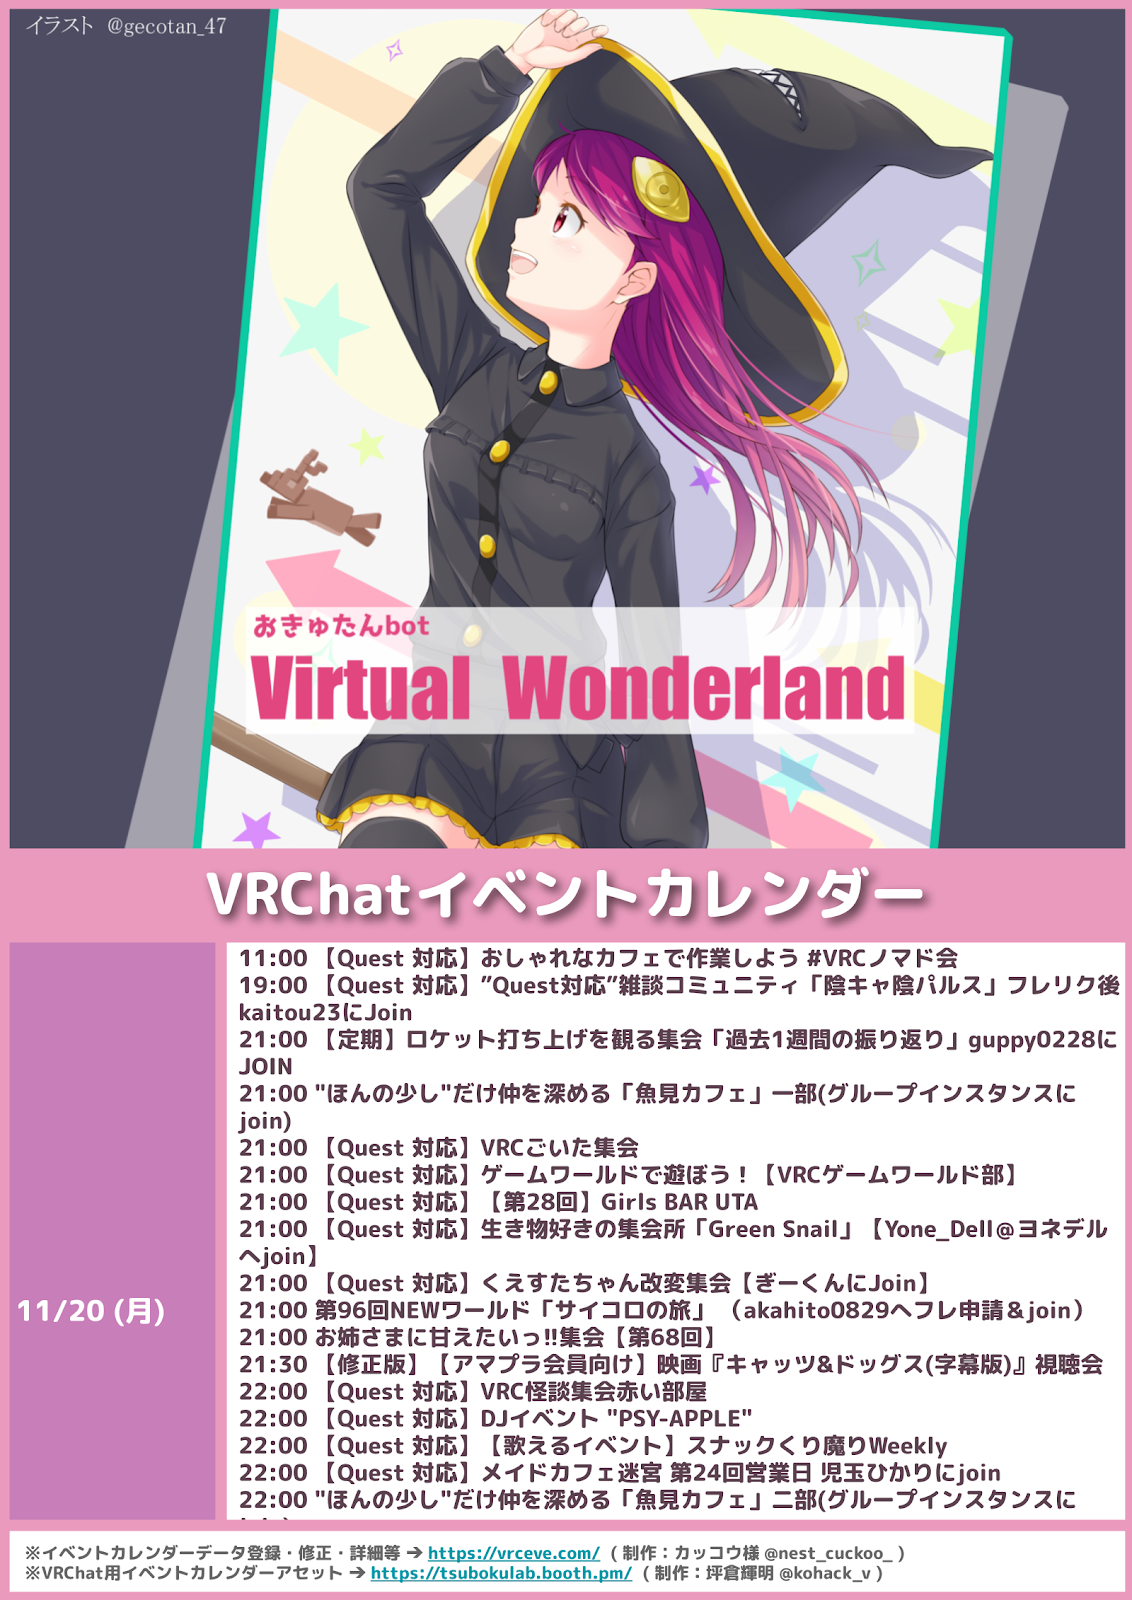 イラスト @gecotan_47
おきゅたんbot
Virtual Wonderland
VRChatイベントカレンダー
11/20 (月)
11:00 【Quest 対応】おしゃれなカフェで作業しよう #VRCノマド会
19:00 【Quest 対応】”Quest対応”雑談コミュニティ「陰キャ陰パルス」フレリク後
kaitou23にJoin
21:00 【定期】ロケット打ち上げを観る集会「過去1週間の振り返り」guppy0228に
JOIN
21:00 "ほんの少し"だけ仲を深める「魚見カフェ」一部(グループインスタンスに
join)
21:00 【Quest 対応】VRCごいた集会
21:00 【Quest 対応】ゲームワールドで遊ぼう！【VRCゲームワールド部】
21:00 【Quest 対応】【第28回】Girls BAR UTA
21:00 【Quest 対応】生き物好きの集会所「Green Snail」【Yone_Dell@ヨネデル
へjoin】
21:00 【Quest 対応】くえすたちゃん改変集会【ぎーくんにJoin】
21:00 第96回NEWワールド「サイコロの旅」（akahito0829へフレ申請＆join）
21:00 お姉さまに甘えたいっ!!集会【第68回】
21:30 【修正版】【アマプラ会員向け】映画『キャッツ&ドッグス(字幕版)』視聴会
22:00 【Quest 対応】VRC怪談集会赤い部屋
22:00 【Quest 対応】DJイベント "PSY-APPLE"
22:00 【Quest 対応】【歌えるイベント】スナックくり魔りWeekly
22:00 【Quest 対応】メイドカフェ迷宮 第24回営業日 児玉ひかりにjoin
22:00 "ほんの少し"だけ仲を深める「魚見カフェ」二部(グループインスタンスに
※イベントカレンダーデータ登録・修正・詳細等 ➔ https://vrceve.com/ （制作：カッコウ様 @nest_cuckoo_ ）
※VRChat用イベントカレンダーアセット ➔ https://tsubokulab.booth.pm/ （制作：坪倉輝明 @kohack_v ）